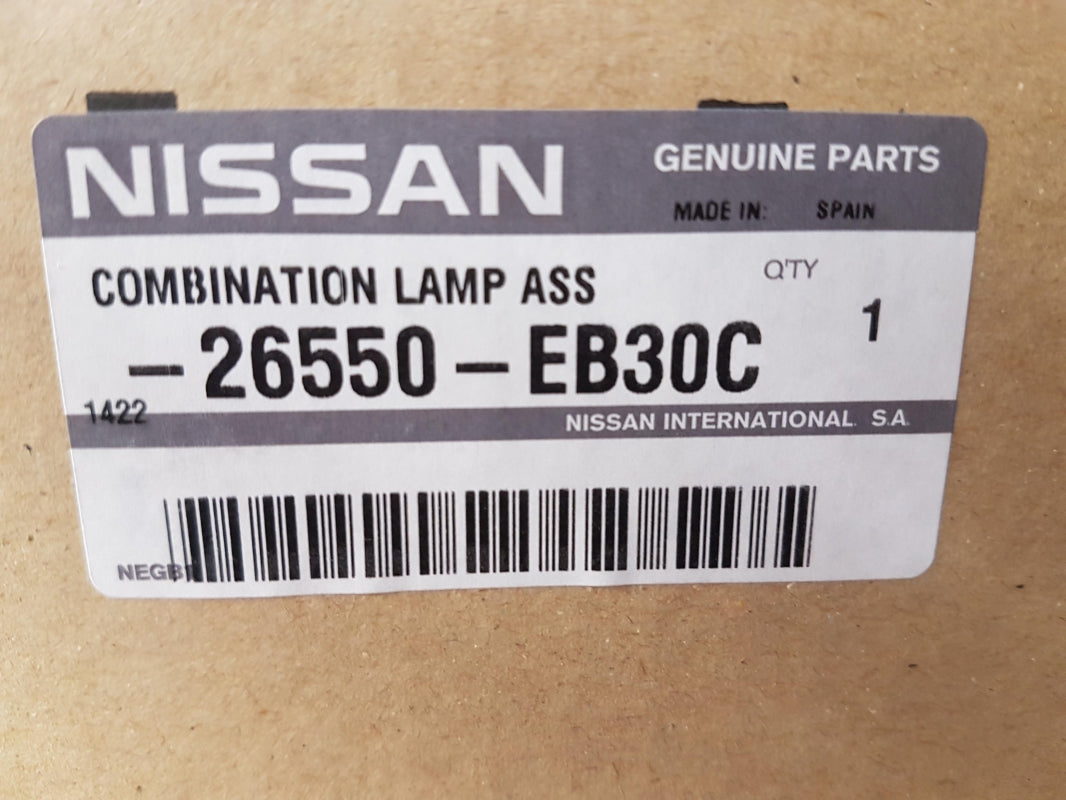 NISSAN
GENUINE PARTS
MADE IN: SPAIN
COMBINATION LAMP ASS
Q'TY
1
-26550-EB30C
1422
NISSAN INTERNATIONAL S.A.